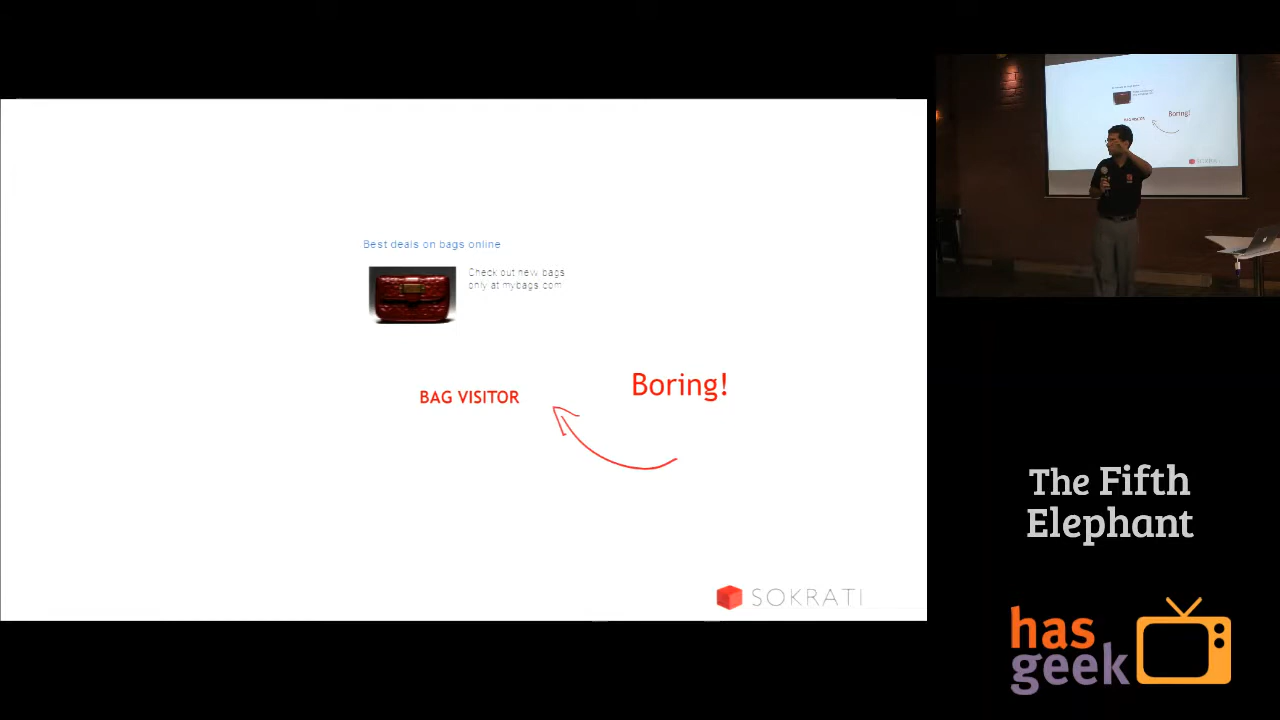 Best deals on bags online
Check out new bags
only at mybags.com
BAG VISITOR
Boring!
SOKRATI
Boring!
The Fifth
Elephant
has
geek